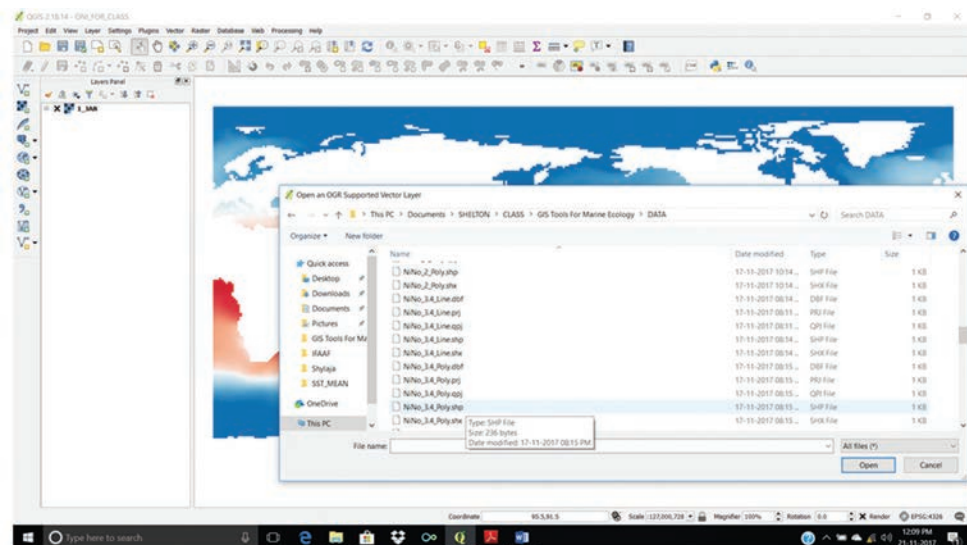 QGIS 2.18.14 - ONI_FOR_CLASS
Project Edit View Layer Settings Plugins Vector Raster Database Web Processing Help
Layers Panel
1_JAN
Open an OGR Supported Vector Layer
This PC > Documents > SHELTON > CLASS > GIS Tools For Marine Ecology > DATA
Search DATA
Organize New folder
Name Date modified Type Size
Quick access
Desktop
Downloads
Documents
Pictures
GIS Tools For Ma
IFAAF
Shylaja
SST_MEAN
OneDrive
This PC
NiNo_2_Poly.shp 17-11-2017 10:14 ... SHP File 1 KB
NiNo_2_Poly.shx 17-11-2017 10:14 ... SHX File 1 KB
NiNo_3.4_Line.dbf 17-11-2017 08:14 ... DBF File 1 KB
NiNo_3.4_Line.prj 17-11-2017 08:11 ... PRJ File 1 KB
NiNo_3.4_Line.qpj 17-11-2017 08:11 ... QPJ File 1 KB
NiNo_3.4_Line.shp 17-11-2017 08:14 ... SHP File 1 KB
NiNo_3.4_Line.shx 17-11-2017 08:14 ... SHX File 1 KB
NiNo_3.4_Poly.dbf 17-11-2017 08:15 ... DBF File 1 KB
NiNo_3.4_Poly.prj 17-11-2017 08:15 ... PRJ File 1 KB
NiNo_3.4_Poly.qpj 17-11-2017 08:15 ... QPJ File 1 KB
NiNo_3.4_Poly.shp 17-11-2017 08:15 ... SHP File 1 KB
NiNo_3.4_Poly.shx 17-11-2017 08:15 ... SHX File 1 KB
Type: SHP File
Size: 236 bytes
Date modified: 17-11-2017 08:15 PM
File name: All files (*)
Open Cancel
Coordinate 95.5,91.5 Scale 1:127,000,728 Magnifier 100% Rotation 0.0 Render EPSG:4326
Type here to search
12:09 PM
21-11-2017